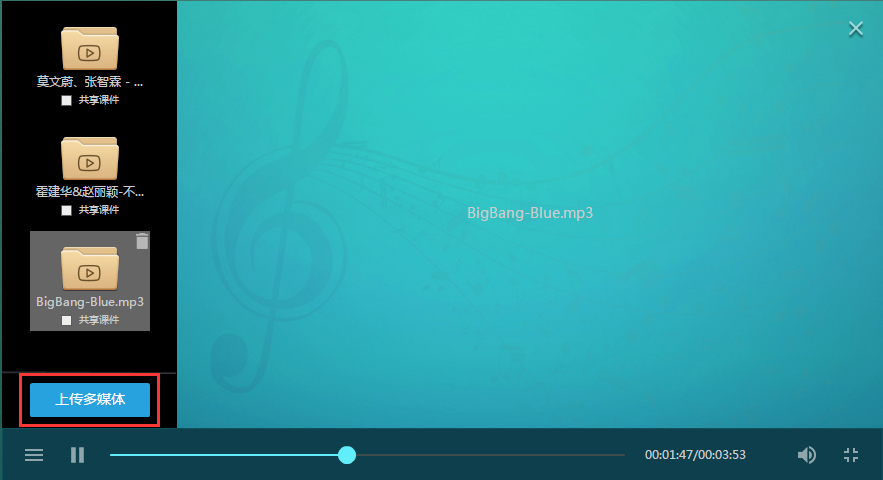 莫文蔚、张智霖 - ...
共享课件
霍建华&赵丽颖-不...
共享课件
BigBang-Blue.mp3
共享课件
上传多媒体
BigBang-Blue.mp3
00:01:47/00:03:53